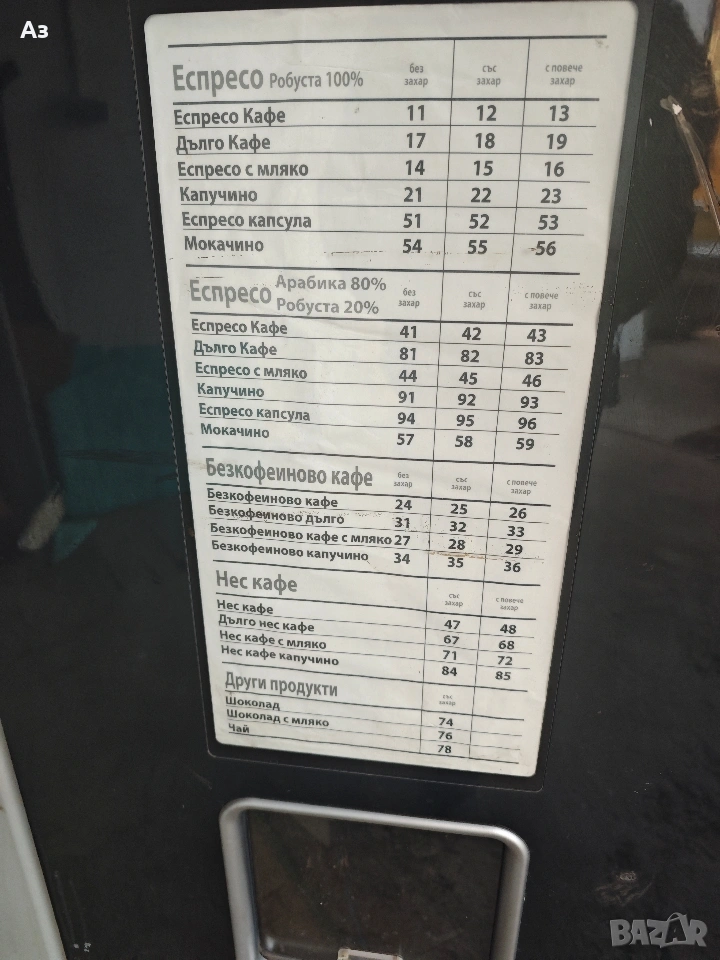 Аз
Еспресо Робуста 100% без захар със захар с повече захар
Еспресо Кафе 11 12 13
Дълго Кафе 17 18 19
Еспресо с мляко 14 15 16
Капучино 21 22 23
Еспресо капсула 51 52 53
Мокачино 54 55 56
Еспресо Арабика 80% Робуста 20% без захар със захар с повече захар
Еспресо Кафе 41 42 43
Дълго Кафе 81 82 83
Еспресо с мляко 44 45 46
Капучино 91 92 93
Еспресо капсула 94 95 96
Мокачино 57 58 59
Безкофеиново кафе без захар със захар с повече захар
Безкофеиново кафе 24 25 26
Безкофеиново дълго 31 32 33
Безкофеиново кафе с мляко 27 28 29
Безкофеиново капучино 34 35 36
Нес кафе със захар с повече захар
Нес кафе 47 48
Дълго нес кафе 67 68
Нес кафе с мляко 71 72
Нес кафе капучино 84 85
Други продукти със захар
Шоколад 74
Шоколад с мляко 76
Чай 78
BAZAR